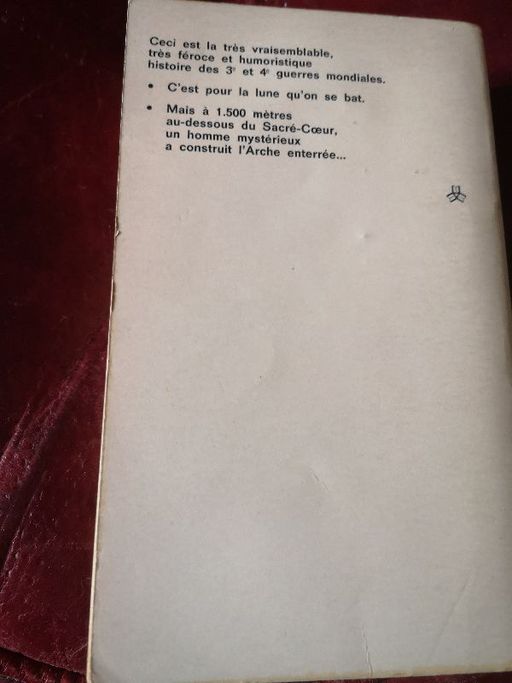 Ceci est la très vraisemblable,
très féroce et humoristique
histoire des 3e et 4e guerres mondiales.
• C'est pour la lune qu'on se bat.
• Mais à 1.500 mètres
au-dessous du Sacré-Cœur,
un homme mystérieux
a construit l'Arche enterrée...